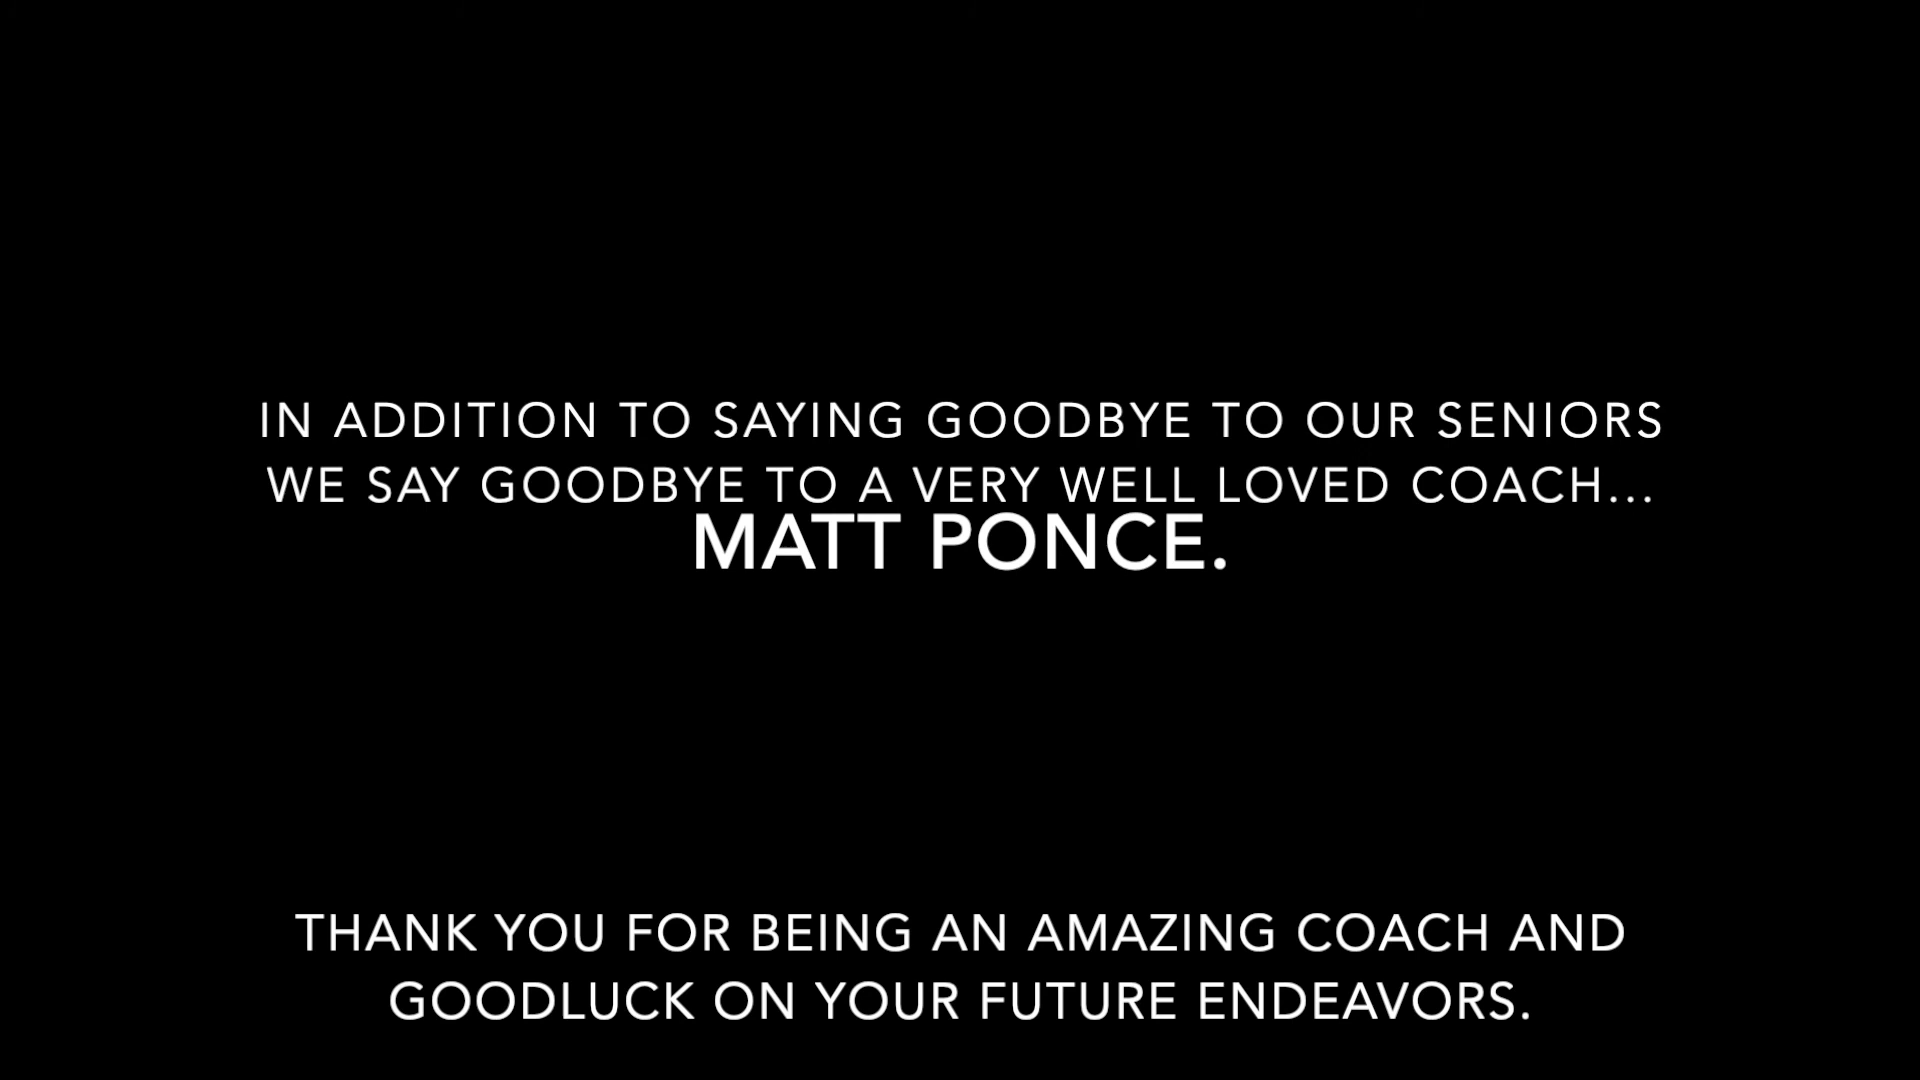 IN ADDITION TO SAYING GOODBYE TO OUR SENIORS
WE SAY GOODBYE TO A VERY WELL LOVED COACH...
MATT PONCE.
THANK YOU FOR BEING AN AMAZING COACH AND
GOODLUCK ON YOUR FUTURE ENDEAVORS.